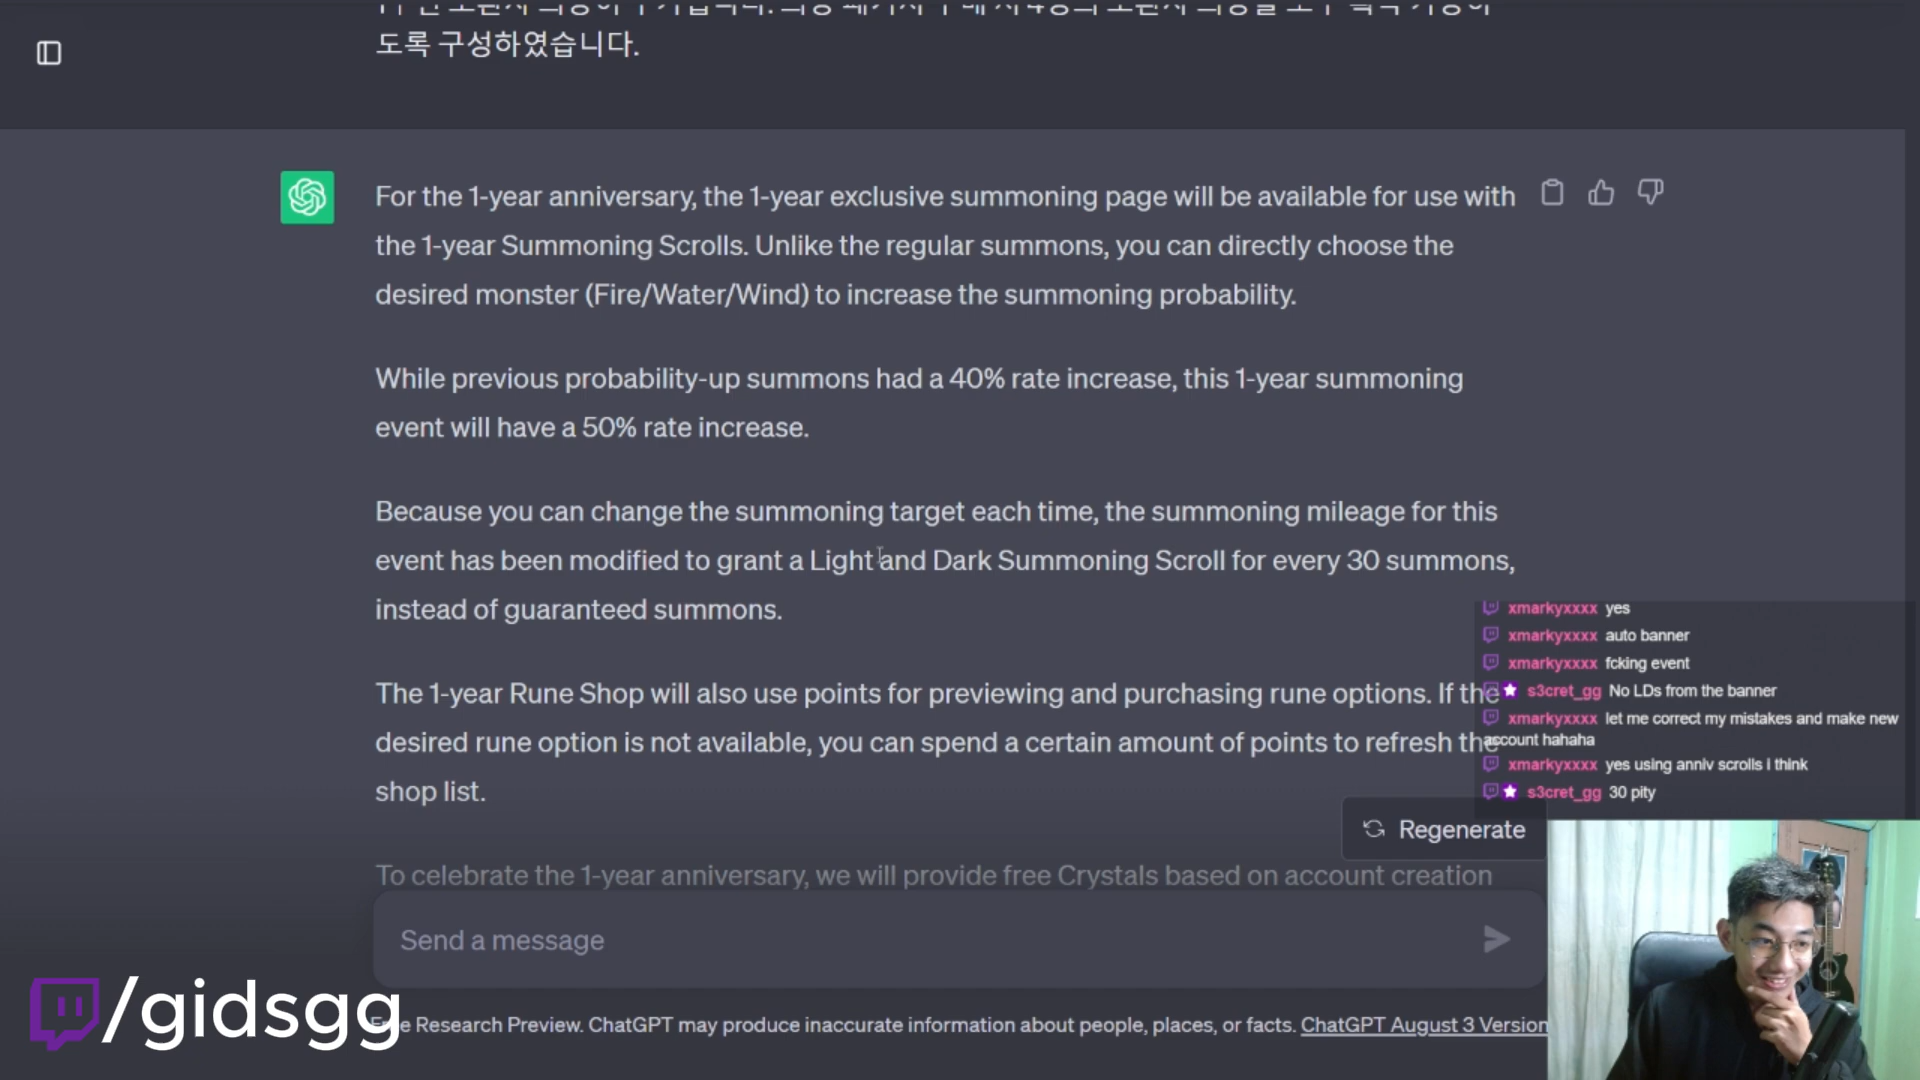 도록 구성하였습니다.
For the 1-year anniversary, the 1-year exclusive summoning page will be available for use with
the 1-year Summoning Scrolls. Unlike the regular summons, you can directly choose the
desired monster (Fire/Water/Wind) to increase the summoning probability.
While previous probability-up summons had a 40% rate increase, this 1-year summoning
event will have a 50% rate increase.
Because you can change the summoning target each time, the summoning mileage for this
event has been modified to grant a Light and Dark Summoning Scroll for every 30 summons,
instead of guaranteed summons.
The 1-year Rune Shop will also use points for previewing and purchasing rune options. If the
desired rune option is not available, you can spend a certain amount of points to refresh the
shop list.
To celebrate the 1-year anniversary, we will provide free Crystals based on account creation
Regenerate
Send a message
Research Preview. ChatGPT may produce inaccurate information about people, places, or facts. ChatGPT August 3 Version
xmarkyxxxx yes
xmarkyxxxx auto banner
xmarkyxxxx fcking event
s3cret_gg No LDs from the banner
xmarkyxxxx let me correct my mistakes and make new
account hahaha
xmarkyxxxx yes using anniv scrolls i think
s3cret_gg 30 pity
/gidsgg